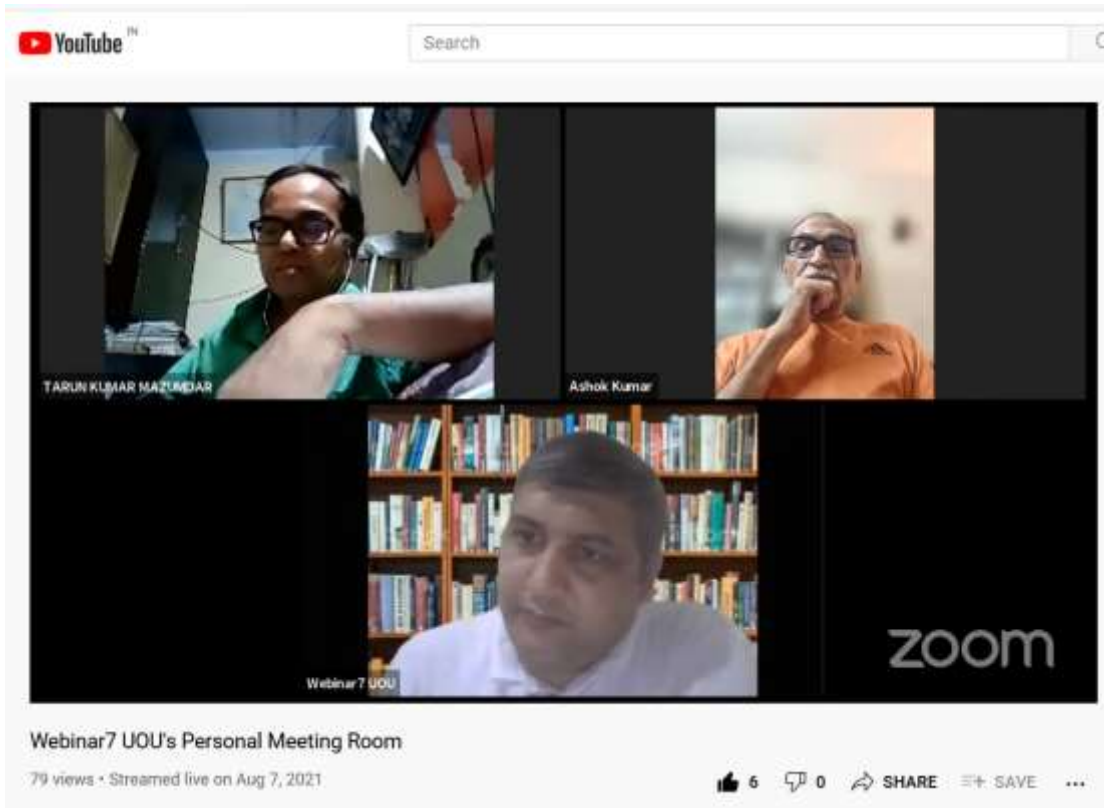 YouTube IN
Search
TARUN KUMAR MAZUMDAR
Ashok Kumar
Webinar7 UOU
zoom
Webinar7 UOU's Personal Meeting Room
79 views • Streamed live on Aug 7, 2021
6 0 SHARE SAVE ...